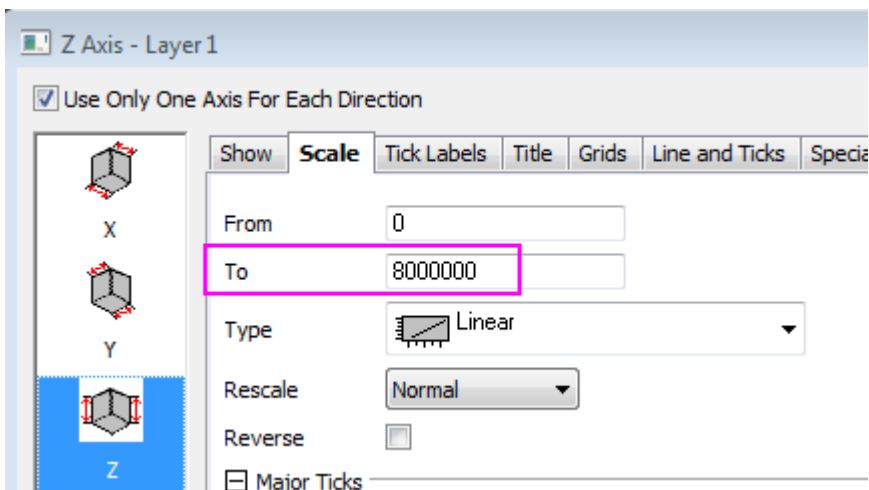 Z Axis - Layer 1
Use Only One Axis For Each Direction
Show Scale Tick Labels Title Grids Line and Ticks Specia
X
From 0
To 8000000
Y
Type Linear
Rescale Normal
Reverse
Z
Major Ticks